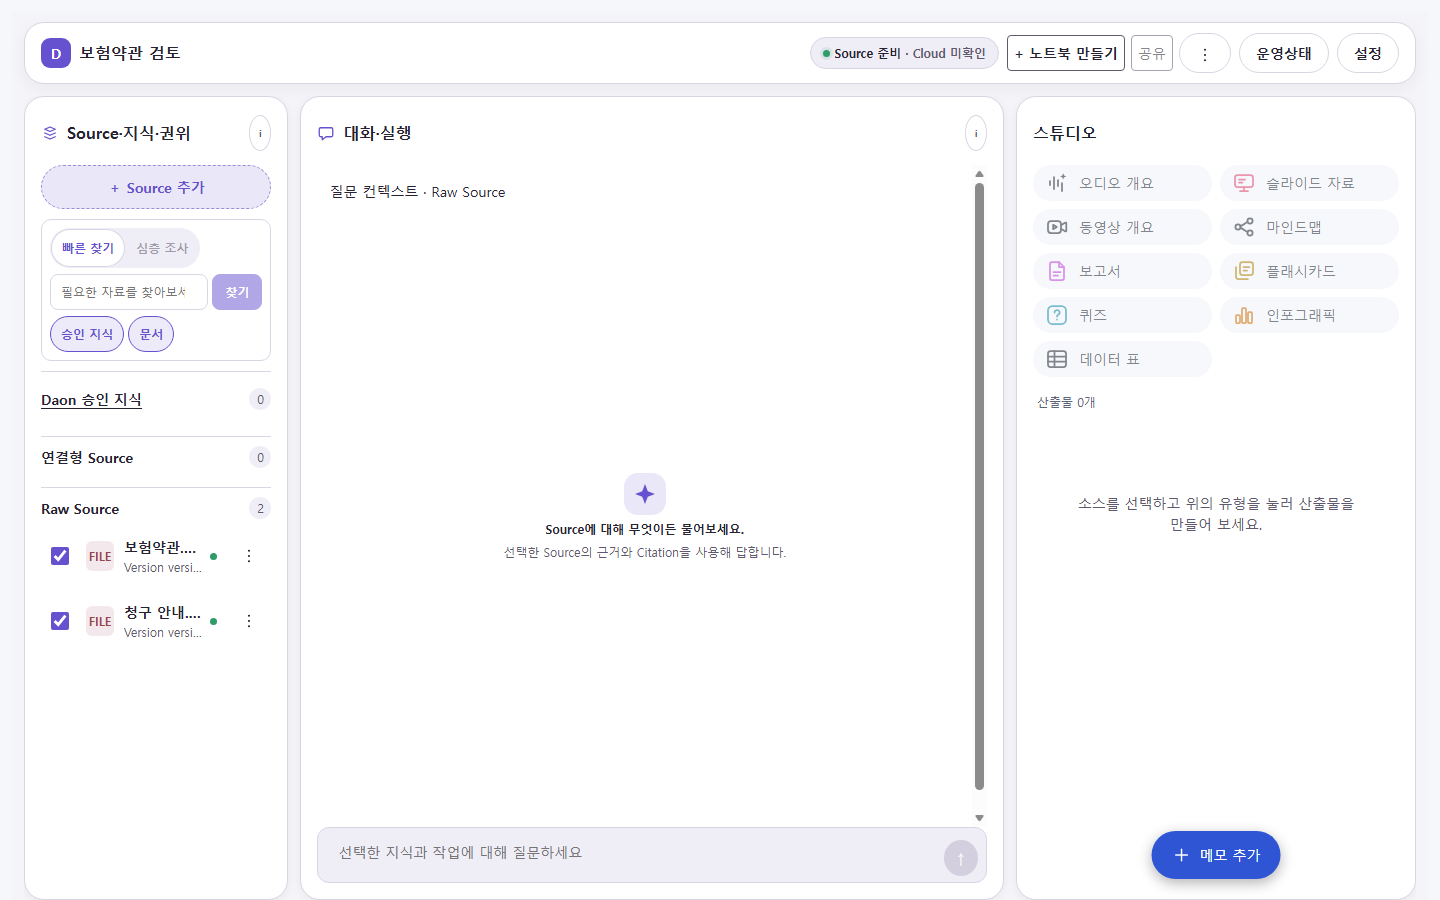 D 보험약관 검토
Source 준비 · Cloud 미확인
+ 노트북 만들기
공유
⋮
운영상태
설정
Source·지식·권위
i
+ Source 추가
빠른 찾기
심층 조사
필요한 자료를 찾아보
찾기
승인 지식
문서
Daon 승인 지식
0
연결형 Source
0
Raw Source
2
FILE
보험약관....
Version versi...
⋮
FILE
청구 안내....
Version versi...
⋮
대화·실행
i
질문 컨텍스트 · Raw Source
Source에 대해 무엇이든 물어보세요.
선택한 Source의 근거와 Citation을 사용해 답합니다.
선택한 지식과 작업에 대해 질문하세요
↑
스튜디오
오디오 개요
슬라이드 자료
동영상 개요
마인드맵
보고서
플래시카드
퀴즈
인포그래픽
데이터 표
산출물 0개
소스를 선택하고 위의 유형을 눌러 산출물을
만들어 보세요.
+ 메모 추가